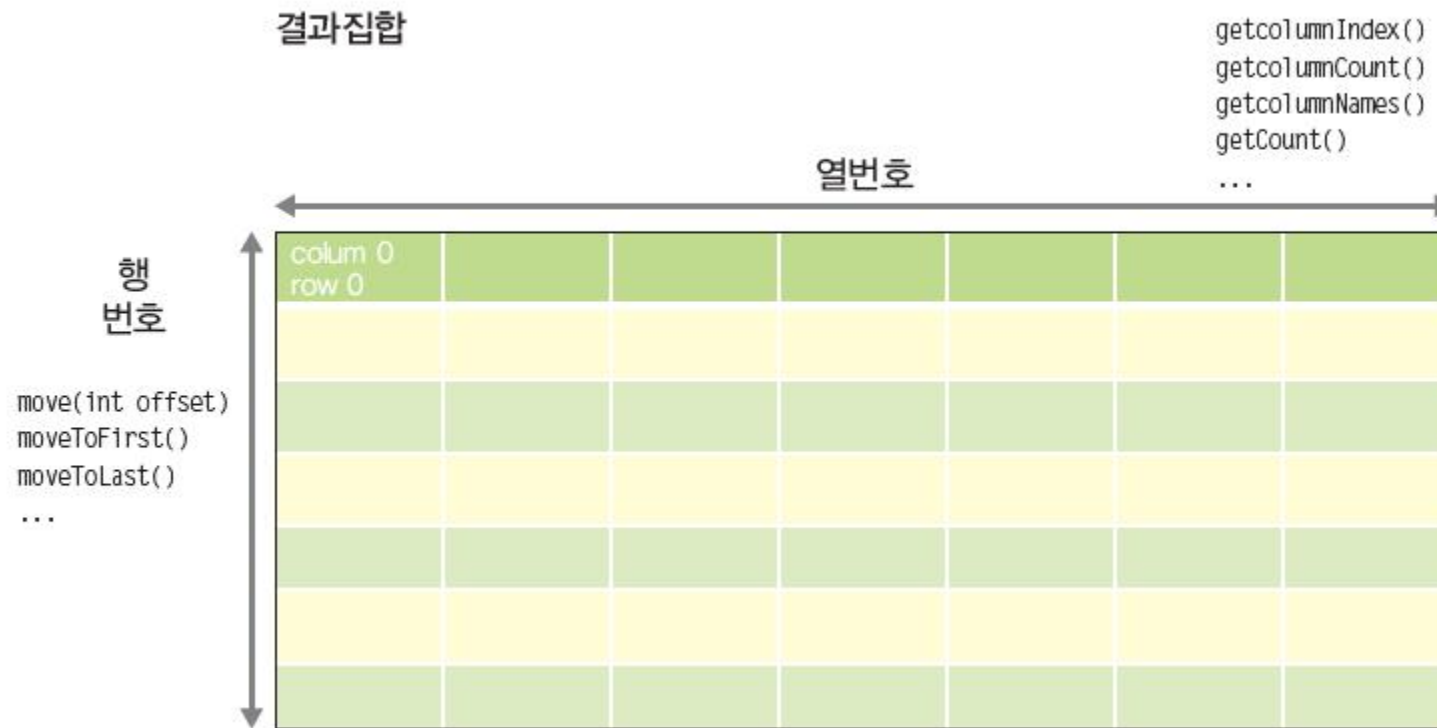 결과집합
getcolumnIndex()
getcolumnCount()
getcolumnNames()
getCount()
...
열번호
colum 0
row 0
행
번호
move(int offset)
moveToFirst()
moveToLast()
...